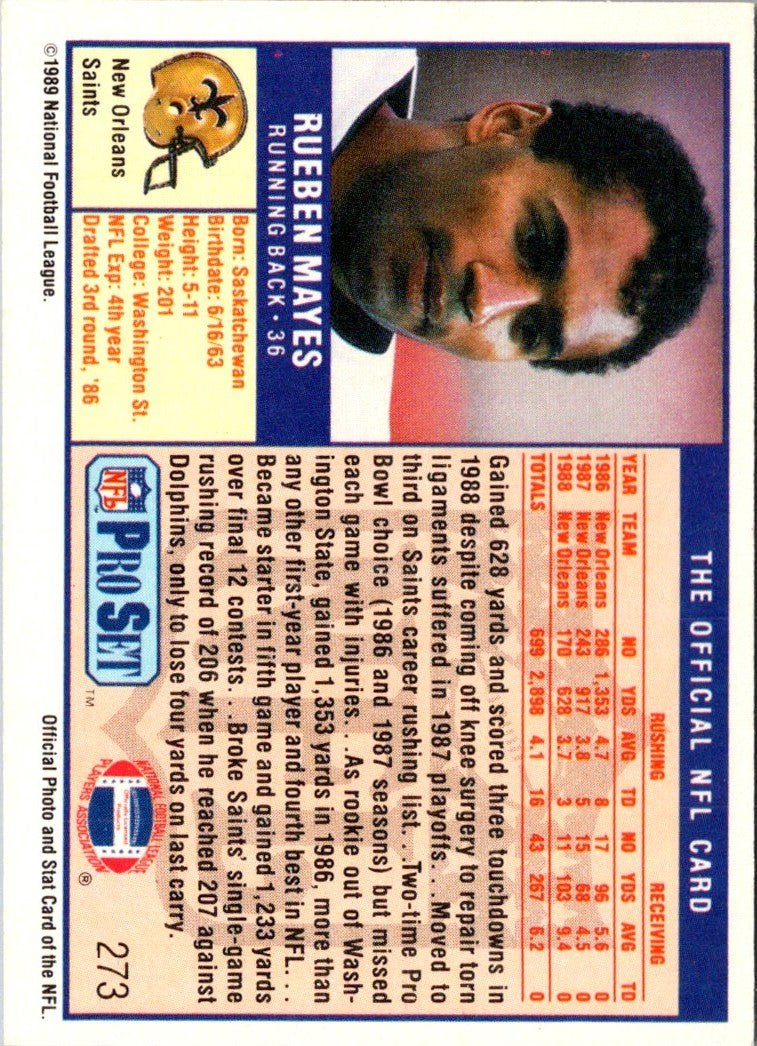 THE OFFICIAL NFL CARD
RUEBEN MAYES
RUNNING BACK • 36
New Orleans
Saints
Born: Saskatchewan
Birthdate: 6/16/63
Height: 5-11
Weight: 201
College: Washington St.
NFL Exp: 4th year
Drafted 3rd round, '86
RUSHING RECEIVING
YEAR TEAM NO YDS AVG TD NO YDS AVG TD
1986 New Orleans 286 1,353 4.7 8 17 96 5.6 0
1987 New Orleans 243 917 3.8 5 15 68 4.5 0
1988 New Orleans 170 628 3.7 3 11 103 9.4 0
TOTALS 699 2,898 4.1 16 43 267 6.2 0
Gained 628 yards and scored three touchdowns in
1988 despite coming off knee surgery to repair torn
ligaments suffered in 1987 playoffs. . .Moved to
third on Saints career rushing list. . .Two-time Pro
Bowl choice (1986 and 1987 seasons) but missed
each game with injuries. . .As rookie out of Wash-
ington State, gained 1,353 yards in 1986, more than
any other first-year player and fourth best in NFL. . .
Became starter in fifth game and gained 1,233 yards
over final 12 contests. . .Broke Saints' single-game
rushing record of 206 when he reached 207 against
Dolphins, only to lose four yards on last carry.
NFL PRO SET ™
NATIONAL FOOTBALL LEAGUE
PLAYERS ASSOCIATION ®
Officially Licensed
Products
273
©1989 National Football League.
Official Photo and Stat Card of the NFL.